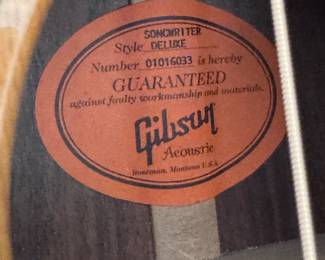 SONGWRITER
Style DELUXE
Number 01016033 is hereby
GUARANTEED
against faulty workmanship and materials.
Gibson
Acoustic
Bozeman, Montana U.S.A.